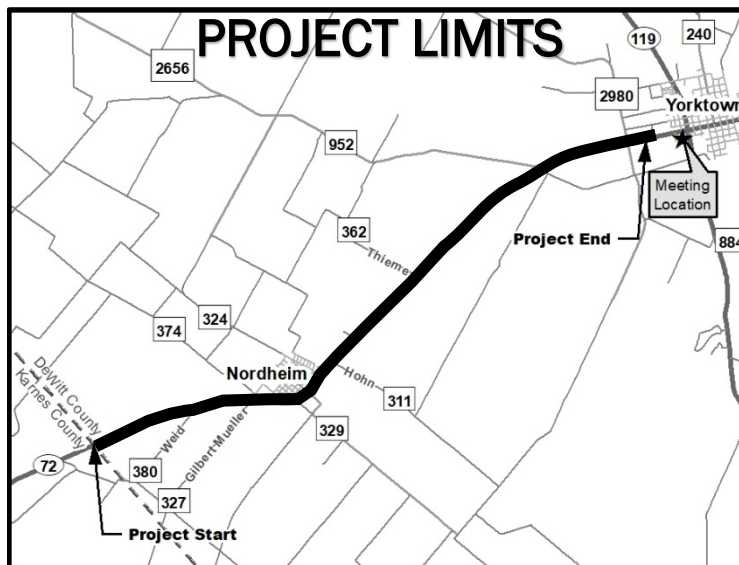 PROJECT LIMITS
119
240
2656
2980
Yorktown
952
Meeting
Location
362
Project End
884
Thieme
324
374
Nordheim
Hohn
311
DeWitt County
Karnes County
329
Weid
Gilbert-Mueller
72
380
327
Project Start